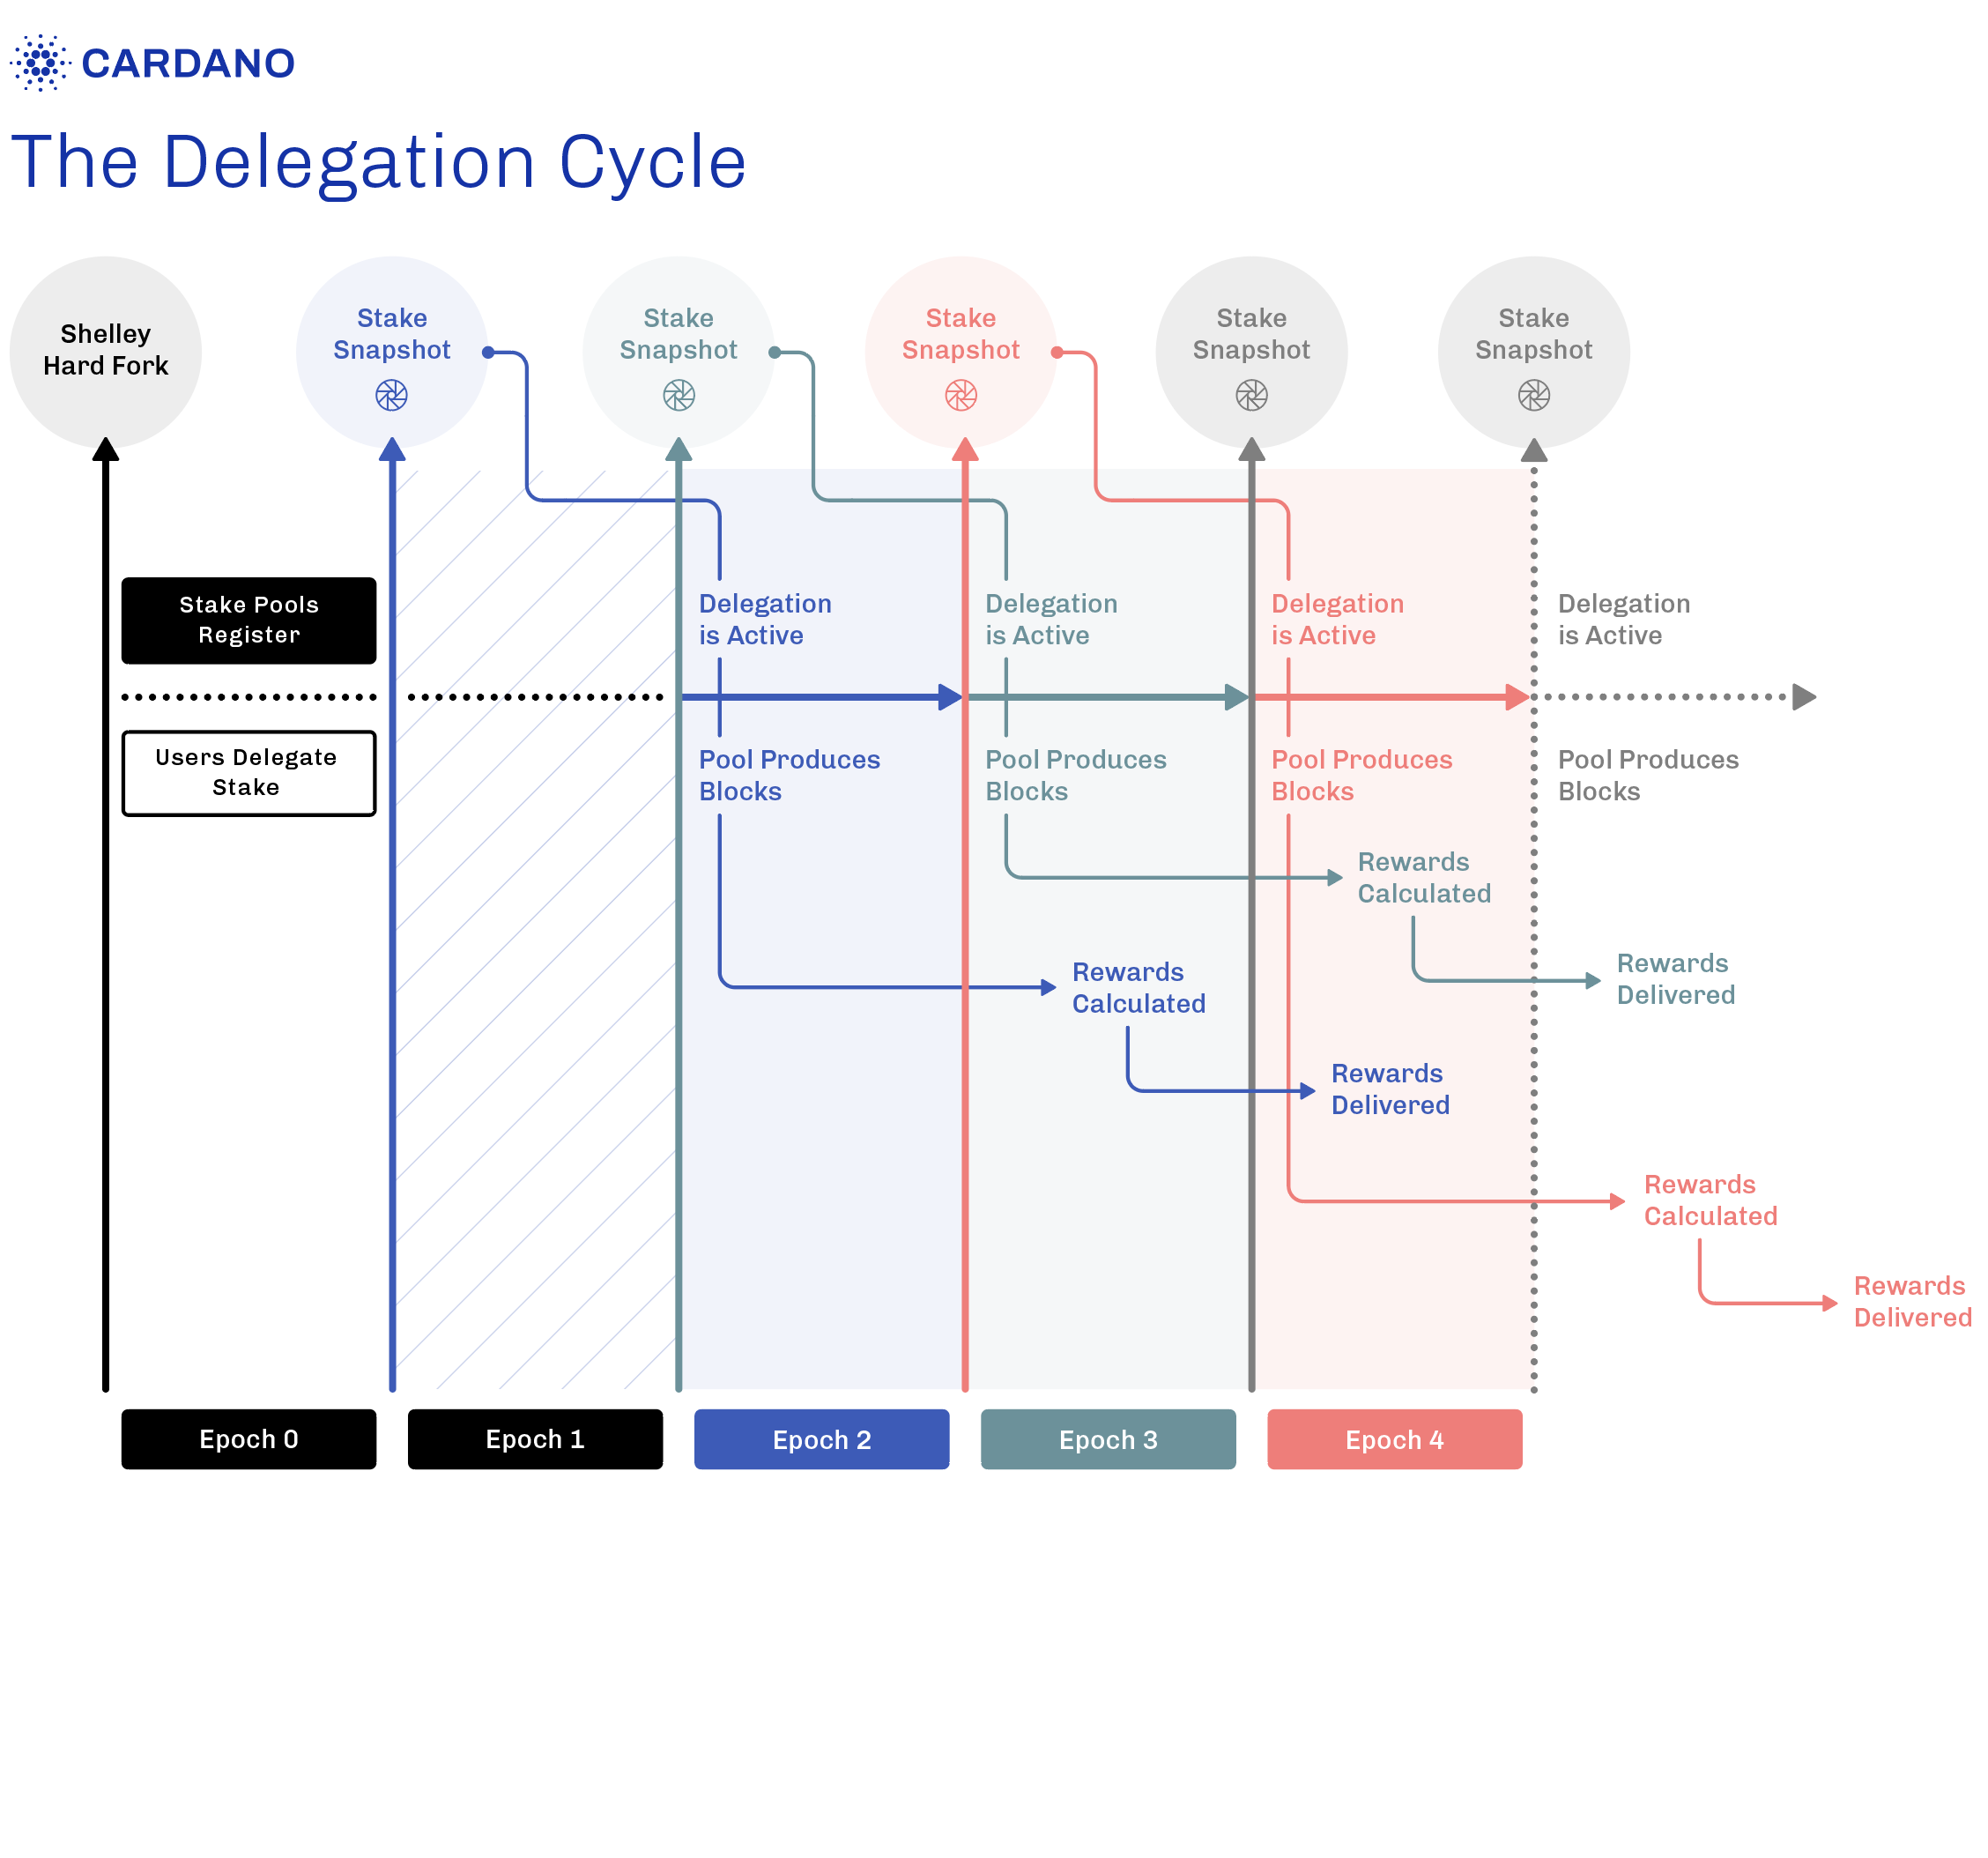 CARDANO
The Delegation Cycle
Shelley
Hard Fork
Stake
Snapshot
Stake
Snapshot
Stake
Snapshot
Stake
Snapshot
Stake
Snapshot
Stake Pools
Register
Users Delegate
Stake
Delegation
is Active
Pool Produces
Blocks
Delegation
is Active
Pool Produces
Blocks
Delegation
is Active
Pool Produces
Blocks
Delegation
is Active
Pool Produces
Blocks
Rewards
Calculated
Rewards
Delivered
Rewards
Calculated
Rewards
Delivered
Rewards
Calculated
Rewards
Delivered
Epoch 0
Epoch 1
Epoch 2
Epoch 3
Epoch 4